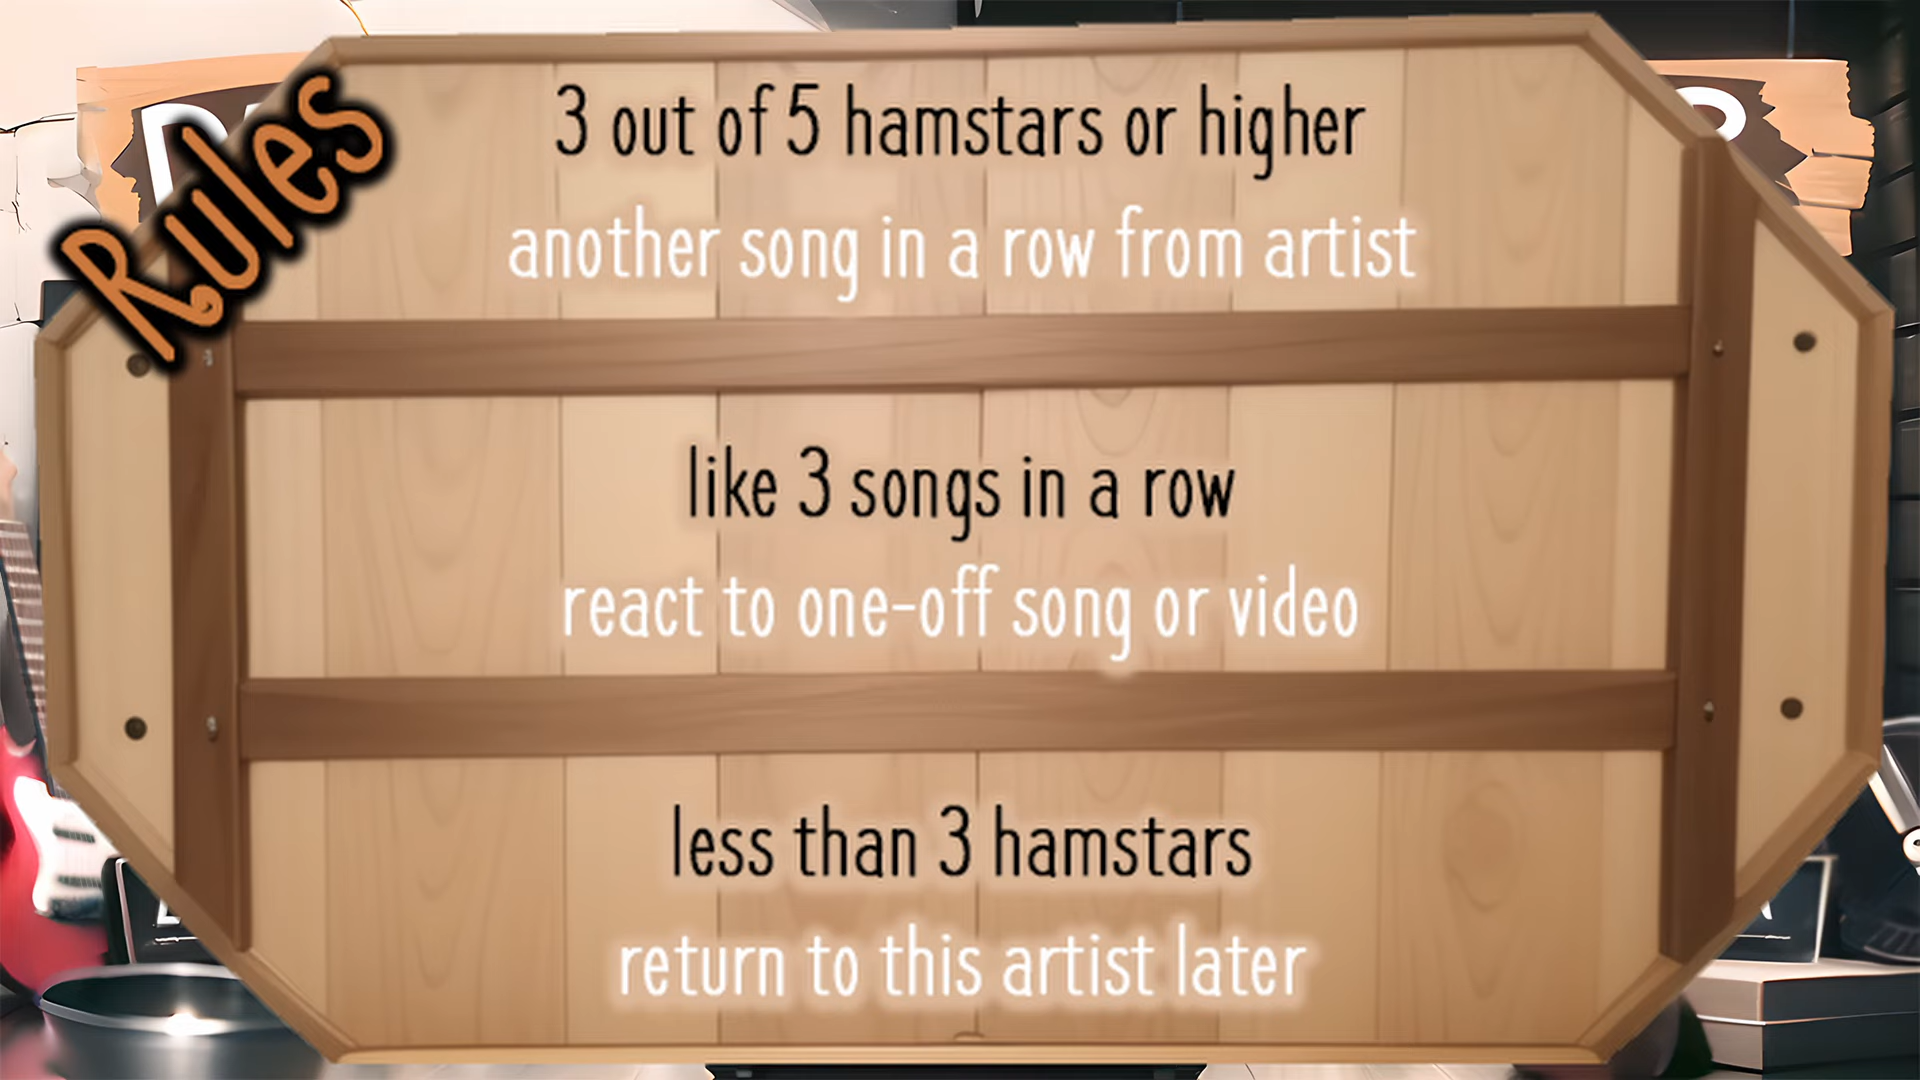 Rules
3 out of 5 hamstars or higher
another song in a row from artist
like 3 songs in a row
react to one-off song or video
less than 3 hamstars
return to this artist later